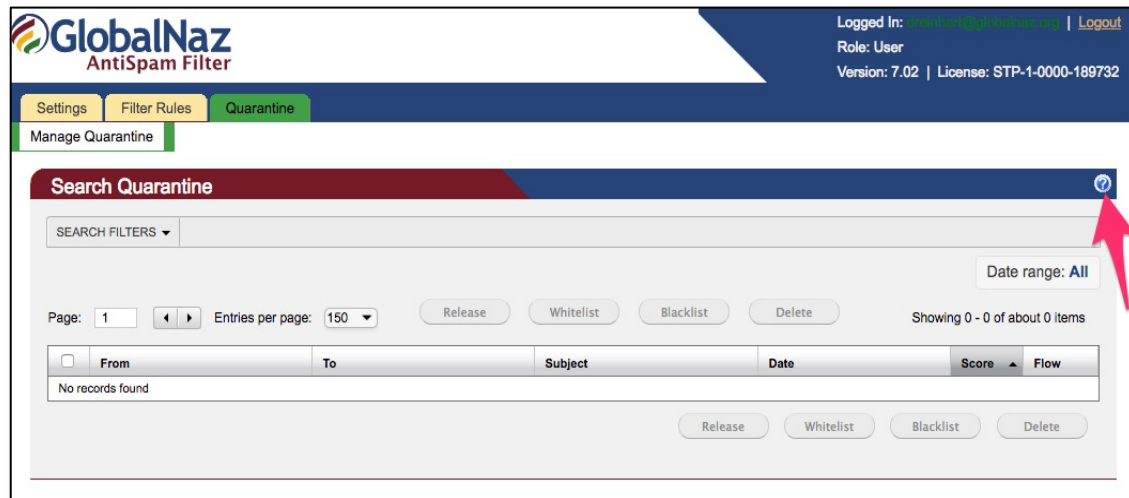 GlobalNaz
AntiSpam Filter
Logged In: | Logout
Role: User
Version: 7.02 | License: STP-1-0000-189732
Settings Filter Rules Quarantine
Manage Quarantine
Search Quarantine ?
SEARCH FILTERS
Date range: All
Page: 1 Entries per page: 150 Release Whitelist Blacklist Delete Showing 0 - 0 of about 0 items
From To Subject Date Score Flow
No records found
Release Whitelist Blacklist Delete